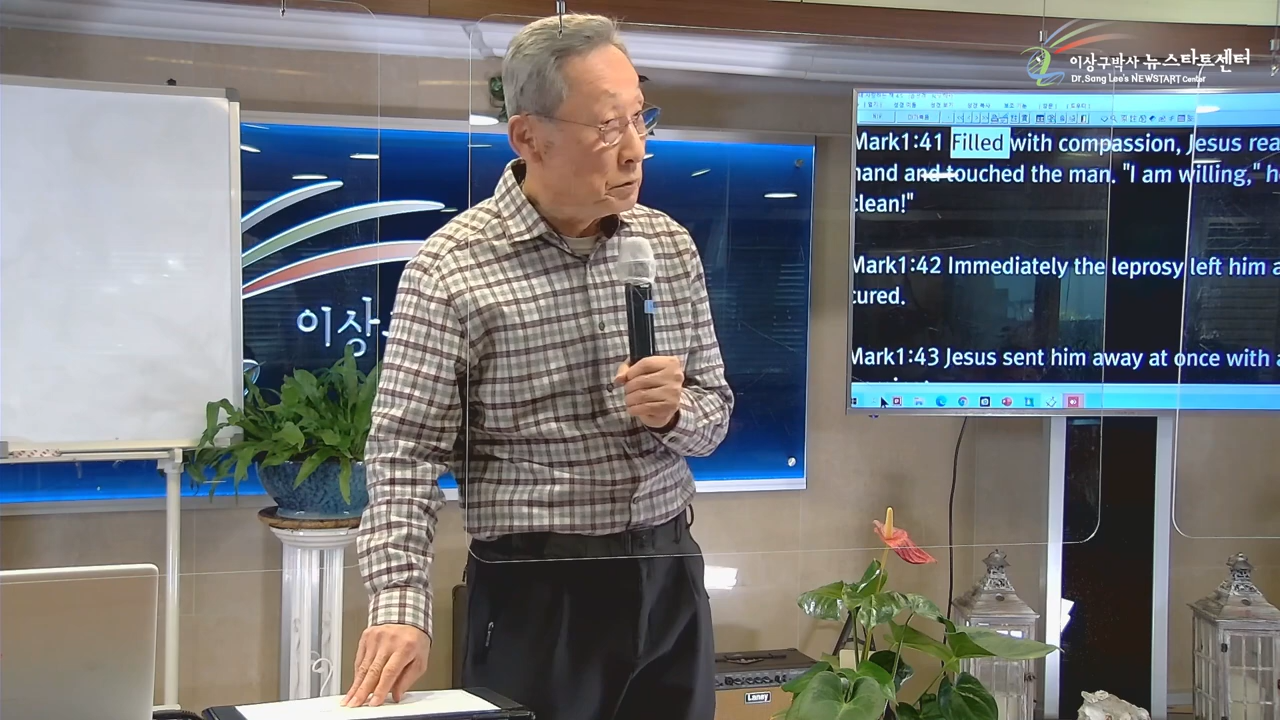 이상구박사 뉴스타트센터
Dr. Sang Lee's NEWSTART Center
Mark1:41 Filled with compassion, Jesus rea
hand and touched the man. "I am willing," h
clean!"
Mark1:42 Immediately the leprosy left him a
cured.
Mark1:43 Jesus sent him away at once with a
이상
Laney